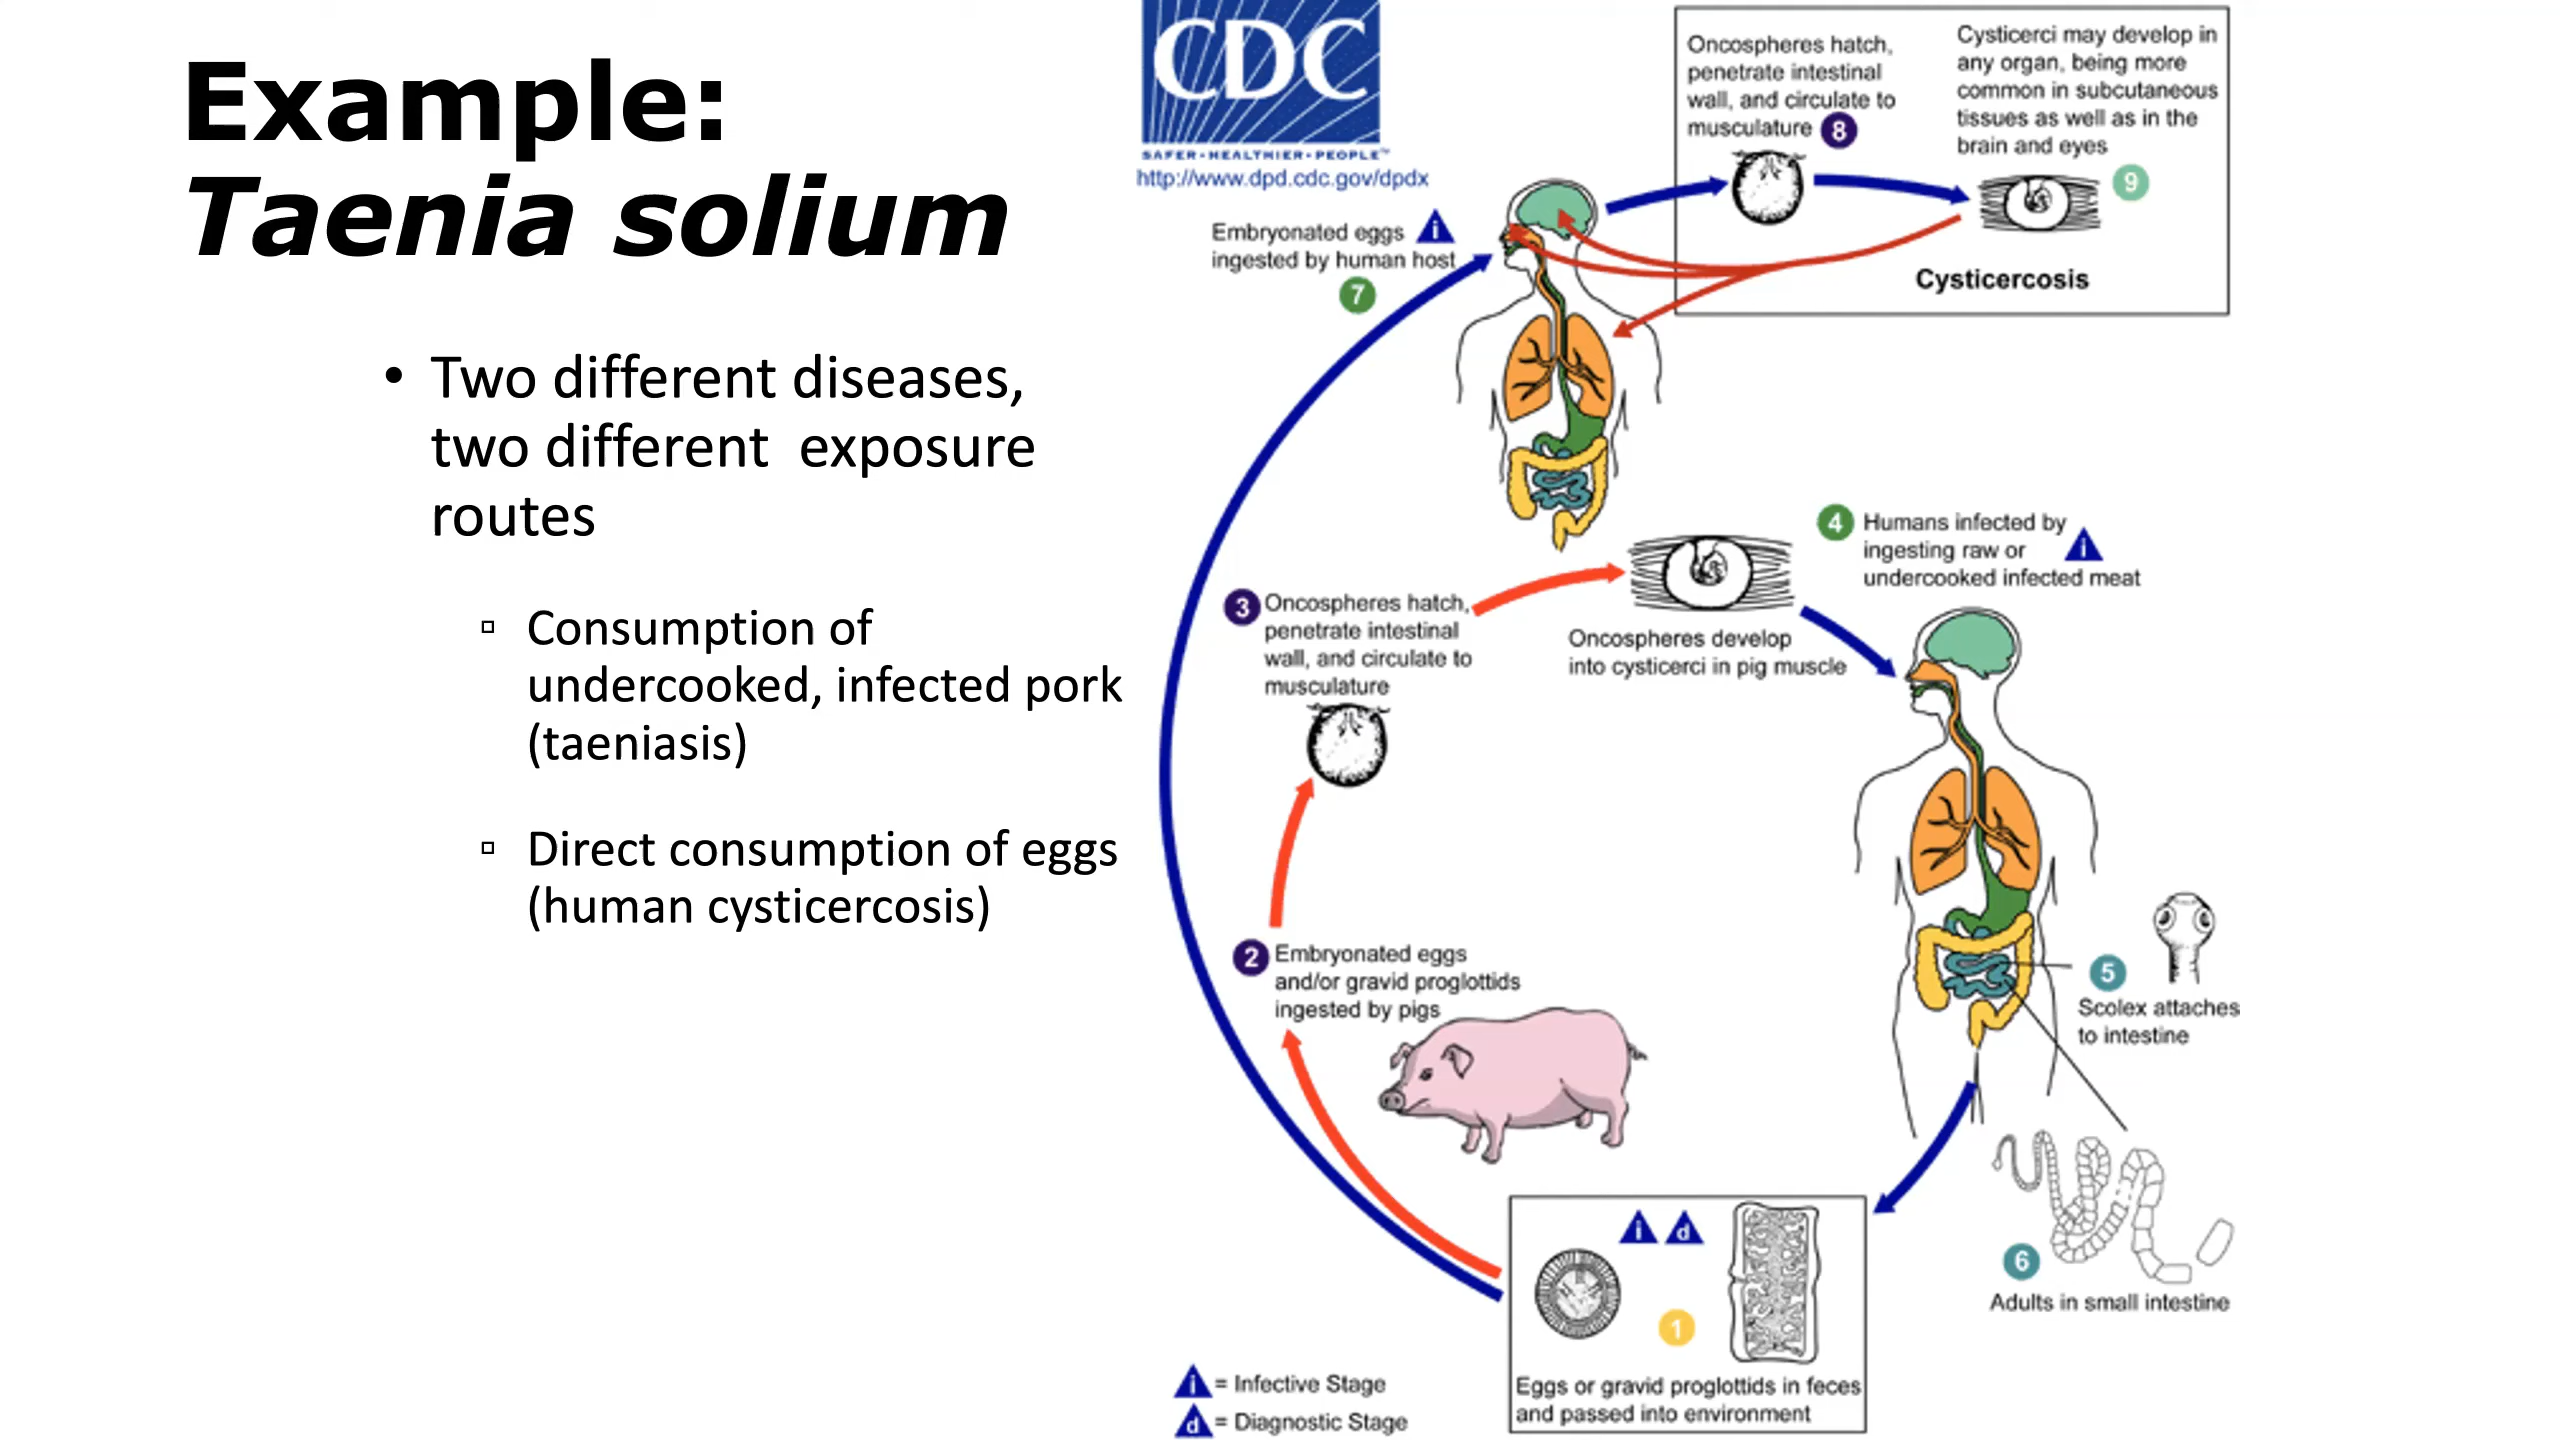 Example:
Taenia solium
• Two different diseases,
two different  exposure
routes
▫ Consumption of
undercooked, infected pork
(taeniasis)
▫ Direct consumption of eggs
(human cysticercosis)
CDC
SAFER•HEALTHIER•PEOPLE™
http://www.dpd.cdc.gov/dpdx
Oncospheres hatch,
penetrate intestinal
wall, and circulate to
musculature 8
Cysticerci may develop in
any organ, being more
common in subcutaneous
tissues as well as in the
brain and eyes
9
Cysticercosis
Embryonated eggs i
ingested by human host
7
4 Humans infected by
ingesting raw or i
undercooked infected meat
3 Oncospheres hatch,
penetrate intestinal
wall, and circulate to
musculature
Oncospheres develop
into cysticerci in pig muscle
2 Embryonated eggs
and/or gravid proglottids
ingested by pigs
5
Scolex attaches
to intestine
6
Adults in small intestine
i d
1
Eggs or gravid proglottids in feces
and passed into environment
i = Infective Stage
d = Diagnostic Stage